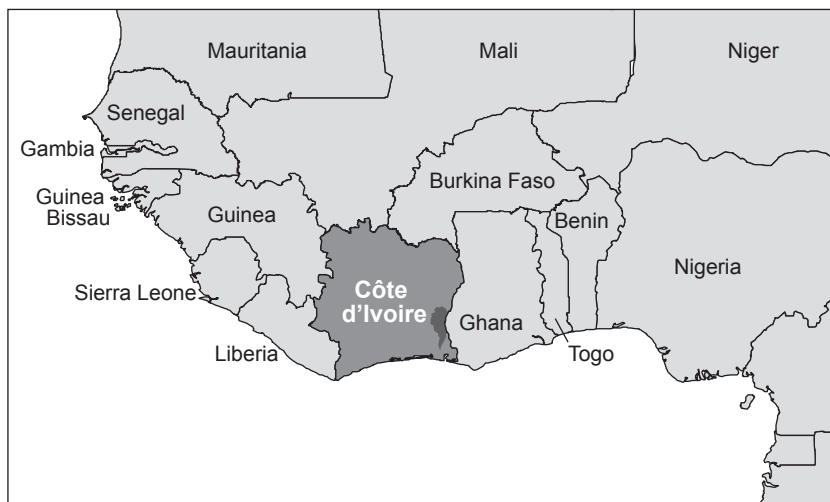 Mauritania
Mali
Niger
Senegal
Gambia
Burkina Faso
Guinea
Bissau
Guinea
Benin
Nigeria
Côte
d'Ivoire
Sierra Leone
Ghana
Liberia
Togo